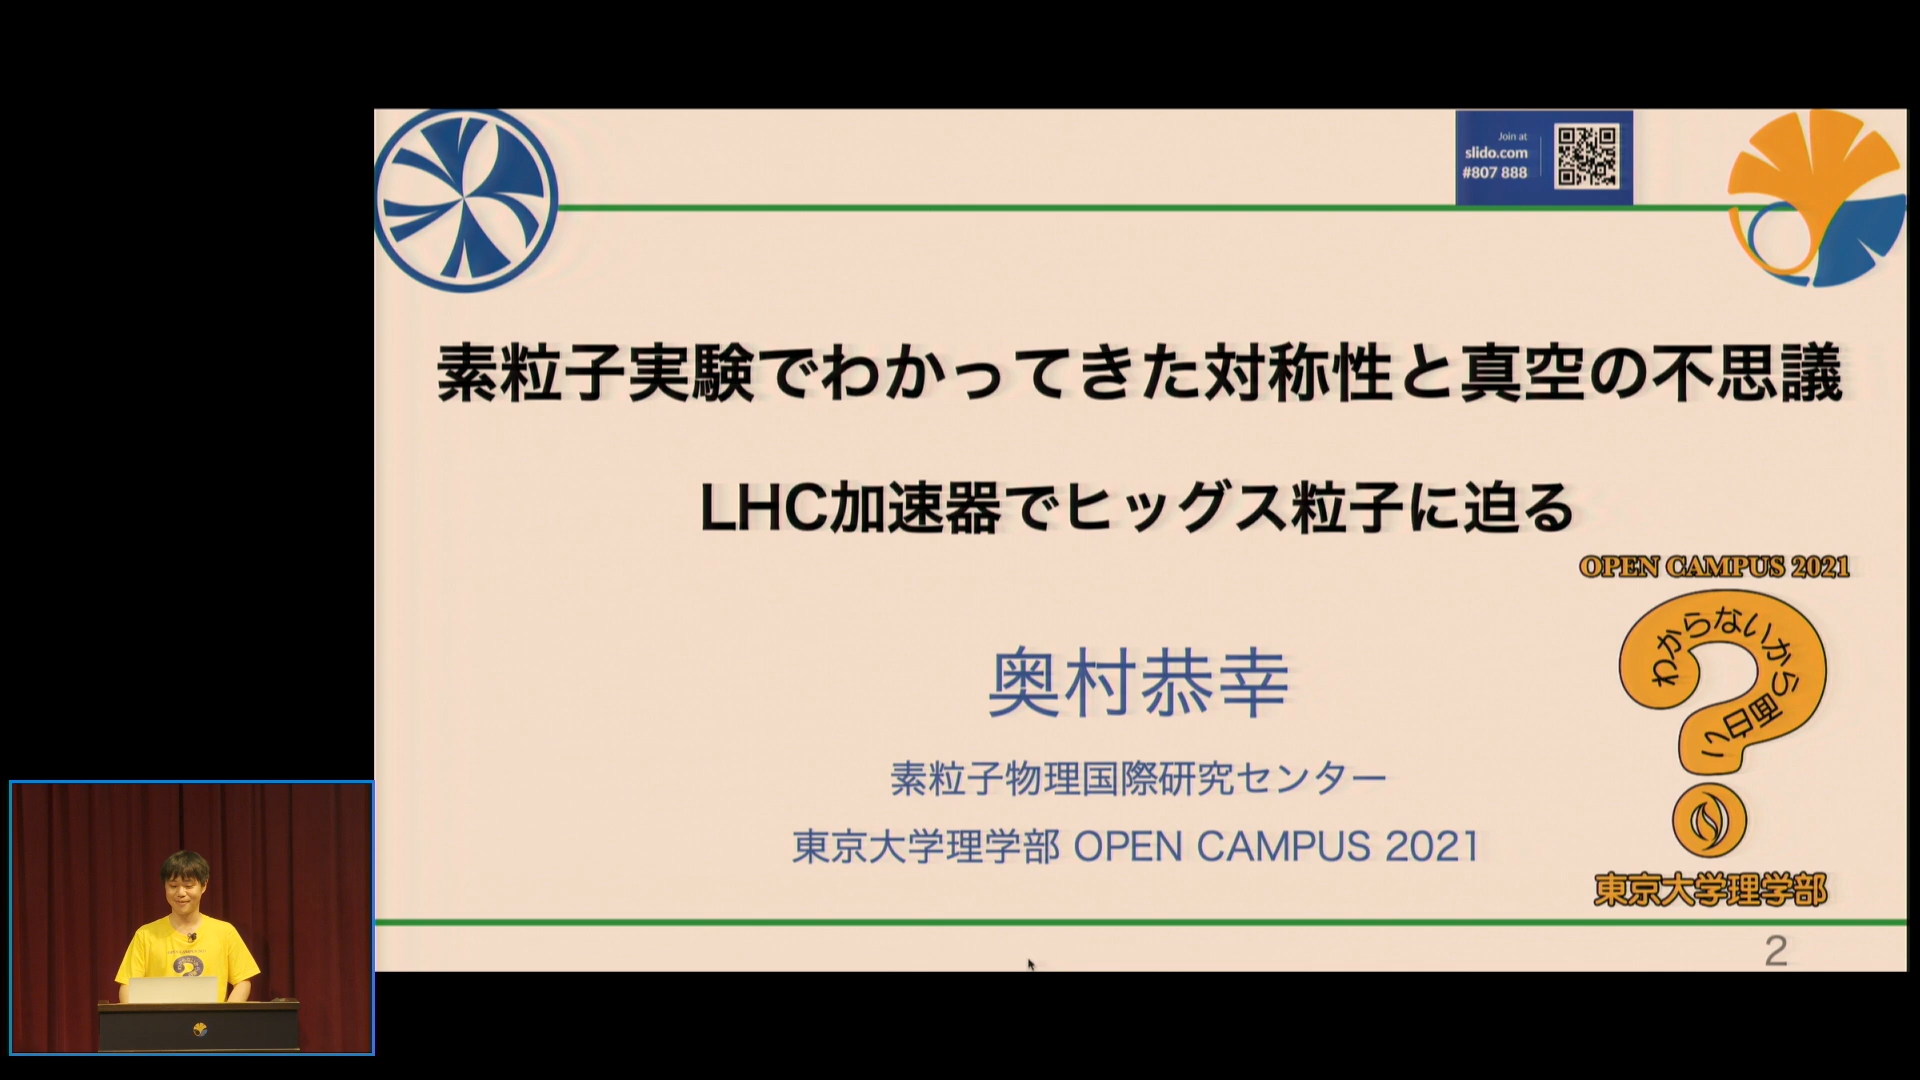 Join at
slido.com
#807 888
素粒子実験でわかってきた対称性と真空の不思議
LHC加速器でヒッグス粒子に迫る
OPEN CAMPUS 2021
わからないから面白い
奥村恭幸
素粒子物理国際研究センター
東京大学理学部 OPEN CAMPUS 2021
東京大学理学部
2